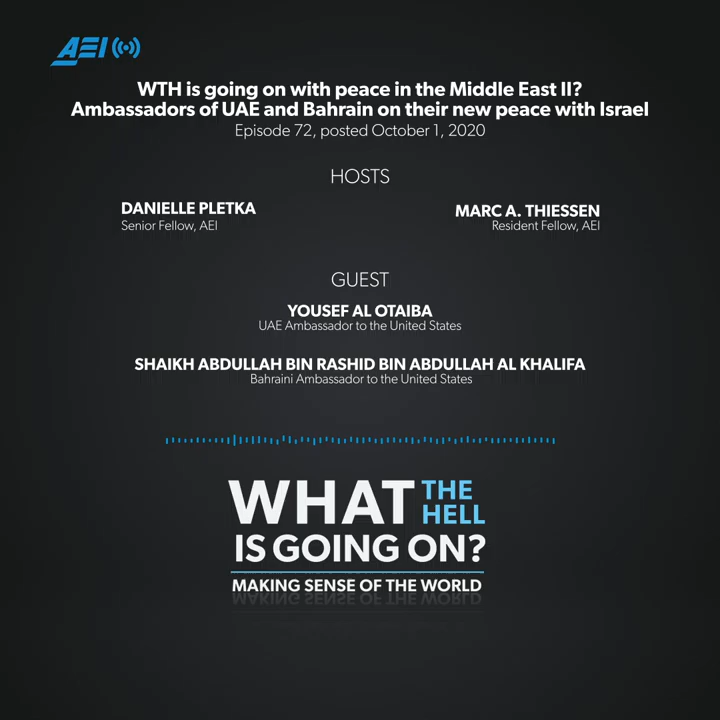 AEI
WTH is going on with peace in the Middle East II?
Ambassadors of UAE and Bahrain on their new peace with Israel
Episode 72, posted October 1, 2020
HOSTS
DANIELLE PLETKA
Senior Fellow, AEI
MARC A. THIESSEN
Resident Fellow, AEI
GUEST
YOUSEF AL OTAIBA
UAE Ambassador to the United States
SHAIKH ABDULLAH BIN RASHID BIN ABDULLAH AL KHALIFA
Bahraini Ambassador to the United States
WHAT THE HELL
IS GOING ON?
MAKING SENSE OF THE WORLD